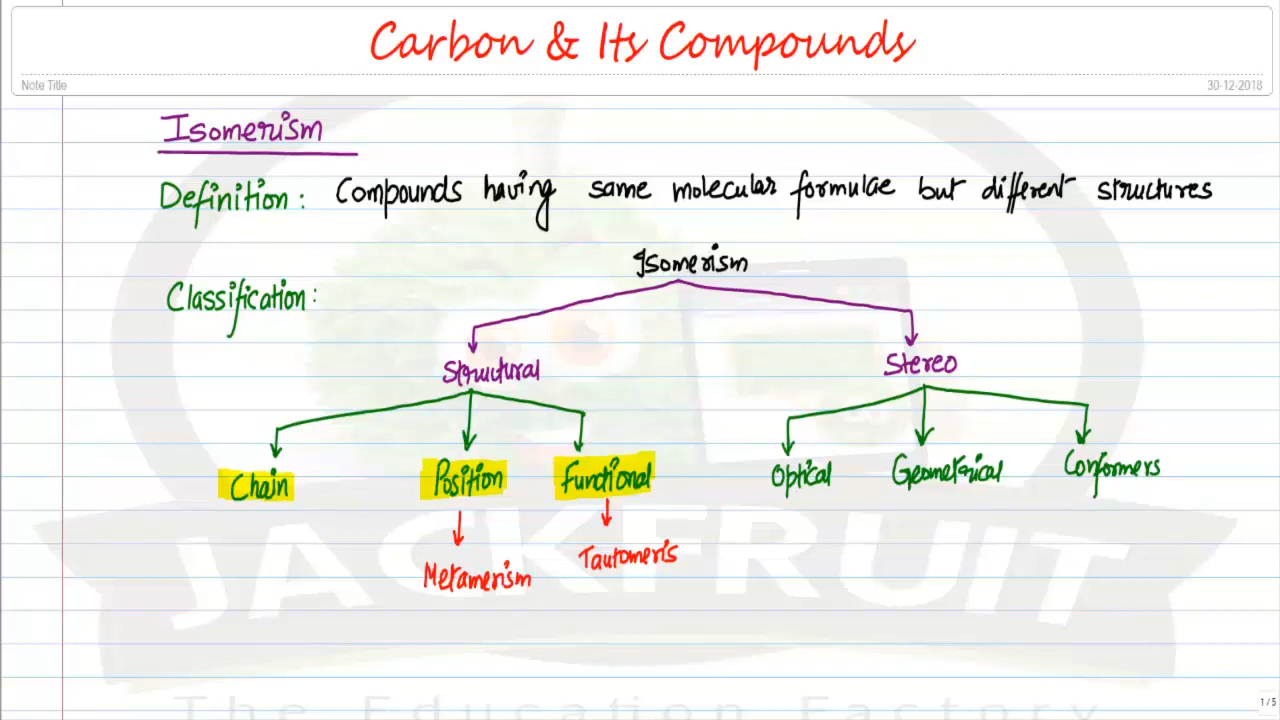 Carbon & Its Compounds
Note Title
30-12-2018
Isomerism
Definition: Compounds having same molecular formulae but different structures
Isomerism
Classification:
Structural Stereo
Chain Position Functional Optical Geometrical Conformers
Metamerism Tautomeris
JACKFRUIT
The Education Factory
1/5